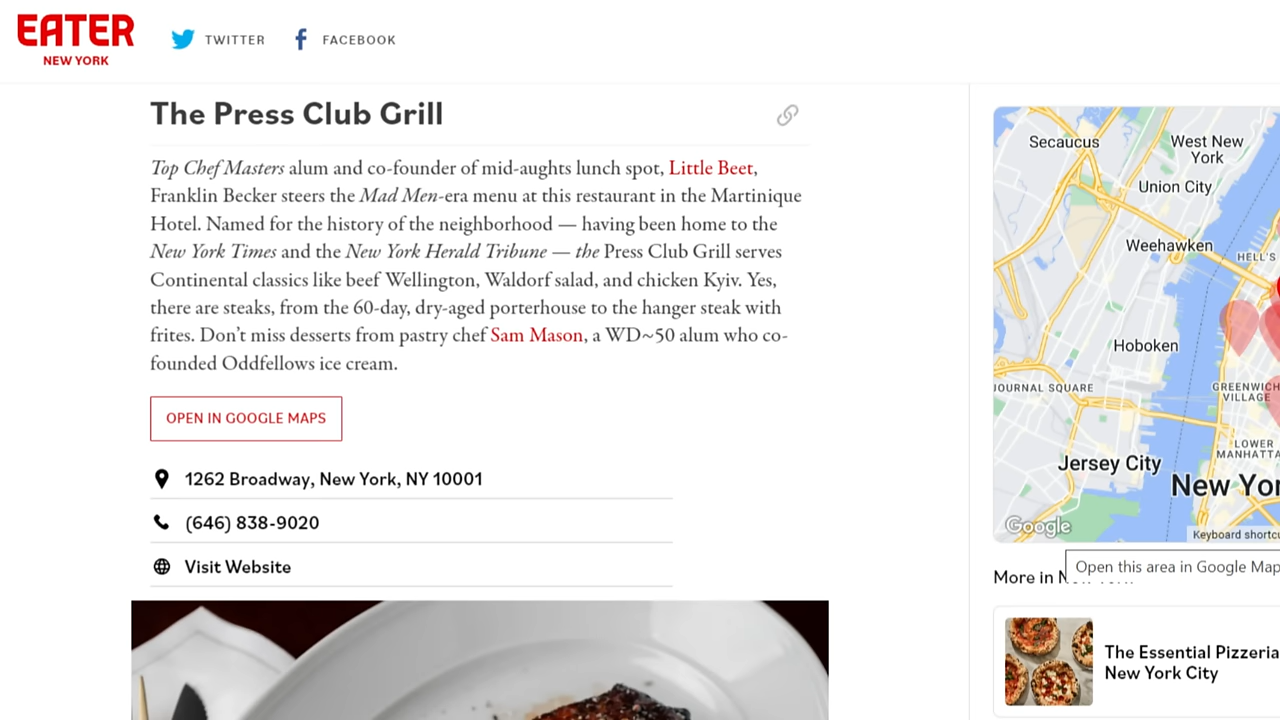 EATER
NEW YORK
TWITTER
FACEBOOK
The Press Club Grill
Top Chef Masters alum and co-founder of mid-aughts lunch spot, Little Beet,
Franklin Becker steers the Mad Men-era menu at this restaurant in the Martinique
Hotel. Named for the history of the neighborhood — having been home to the
New York Times and the New York Herald Tribune — the Press Club Grill serves
Continental classics like beef Wellington, Waldorf salad, and chicken Kyiv. Yes,
there are steaks, from the 60-day, dry-aged porterhouse to the hanger steak with
frites. Don't miss desserts from pastry chef Sam Mason, a WD~50 alum who co-
founded Oddfellows ice cream.
OPEN IN GOOGLE MAPS
1262 Broadway, New York, NY 10001
(646) 838-9020
Visit Website
Secaucus
West New
York
Union City
Weehawken
HELL'S
Hoboken
JOURNAL SQUARE
GREENWICH
VILLAGE
LOWER
MANHATTA
Jersey City
New Yor
Google
Keyboard shortcu
Open this area in Google Map
More in
The Essential Pizzeria
New York City